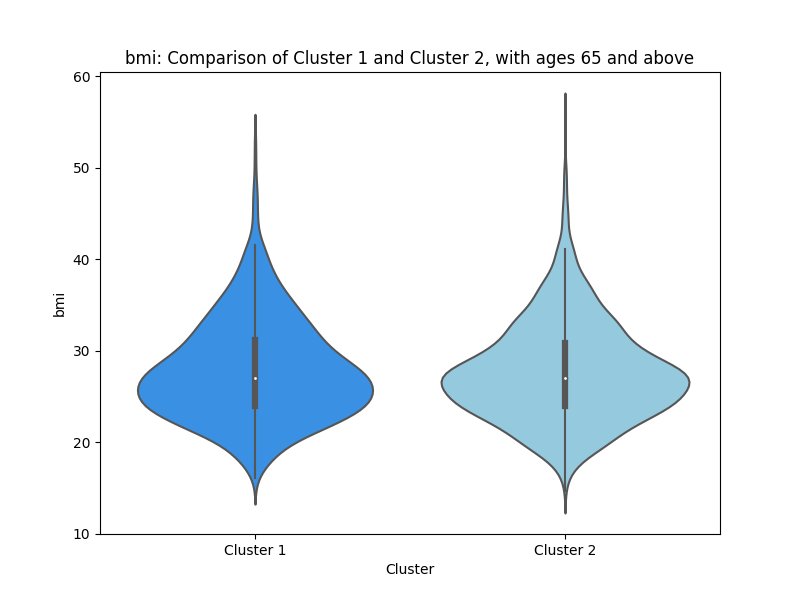 bmi: Comparison of Cluster 1 and Cluster 2, with ages 65 and above
60
50
40
30
20
10
bmi
Cluster 1
Cluster 2
Cluster